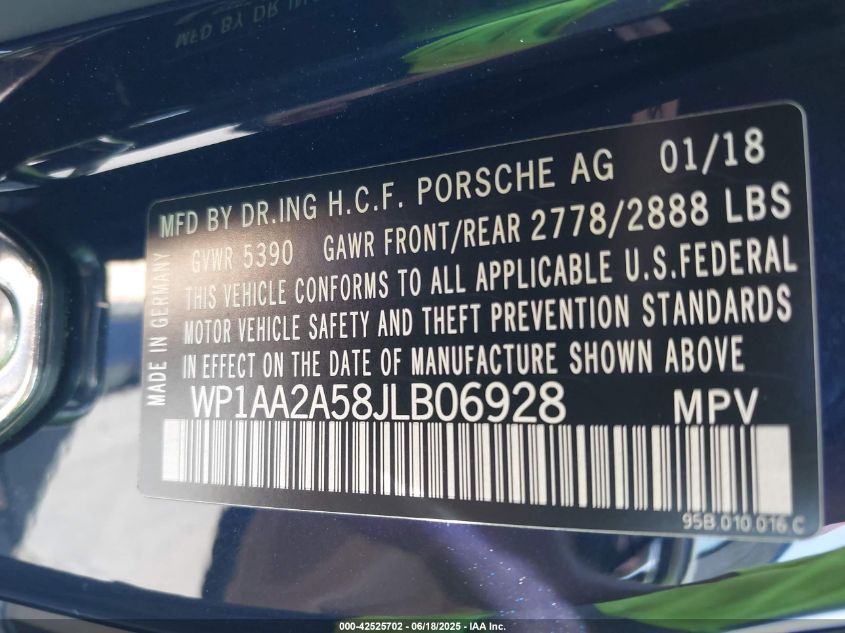 MFD BY DR.ING H.C.F. PORSCHE AG 01/18
GVWR 5390 GAWR FRONT/REAR 2778/2888 LBS
THIS VEHICLE CONFORMS TO ALL APPLICABLE U.S.FEDERAL
MOTOR VEHICLE SAFETY AND THEFT PREVENTION STANDARDS
IN EFFECT ON THE DATE OF MANUFACTURE SHOWN ABOVE
WP1AA2A58JLB06928 MPV
MADE IN GERMANY
95B.010.016 C
000-42525702 - 06/18/2025 - IAA Inc.